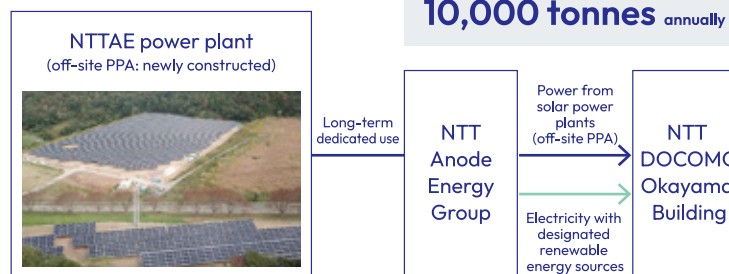 10,000 tonnes annually
NTTAE power plant
(off-site PPA: newly constructed)
Long-term
dedicated use
NTT
Anode
Energy
Group
Power from
solar power
plants
(off-site PPA)
Electricity with
designated
renewable
energy sources
NTT
DOCOMO
Okayama
Building